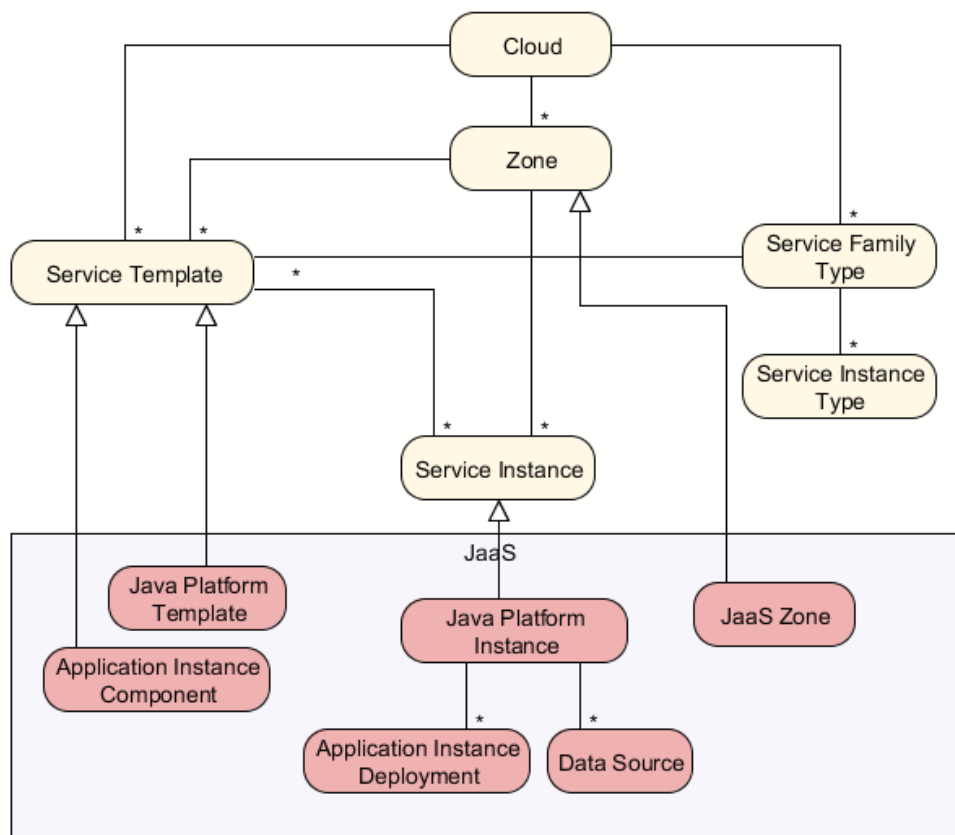 Cloud
*
Zone
*
*
*
Service Family
Type
Service Template
*
*
Service Instance
Type
*
*
Service Instance
JaaS
Java Platform
Template
JaaS Zone
Java Platform
Instance
Application Instance
Component
*
*
Application Instance
Deployment
Data Source